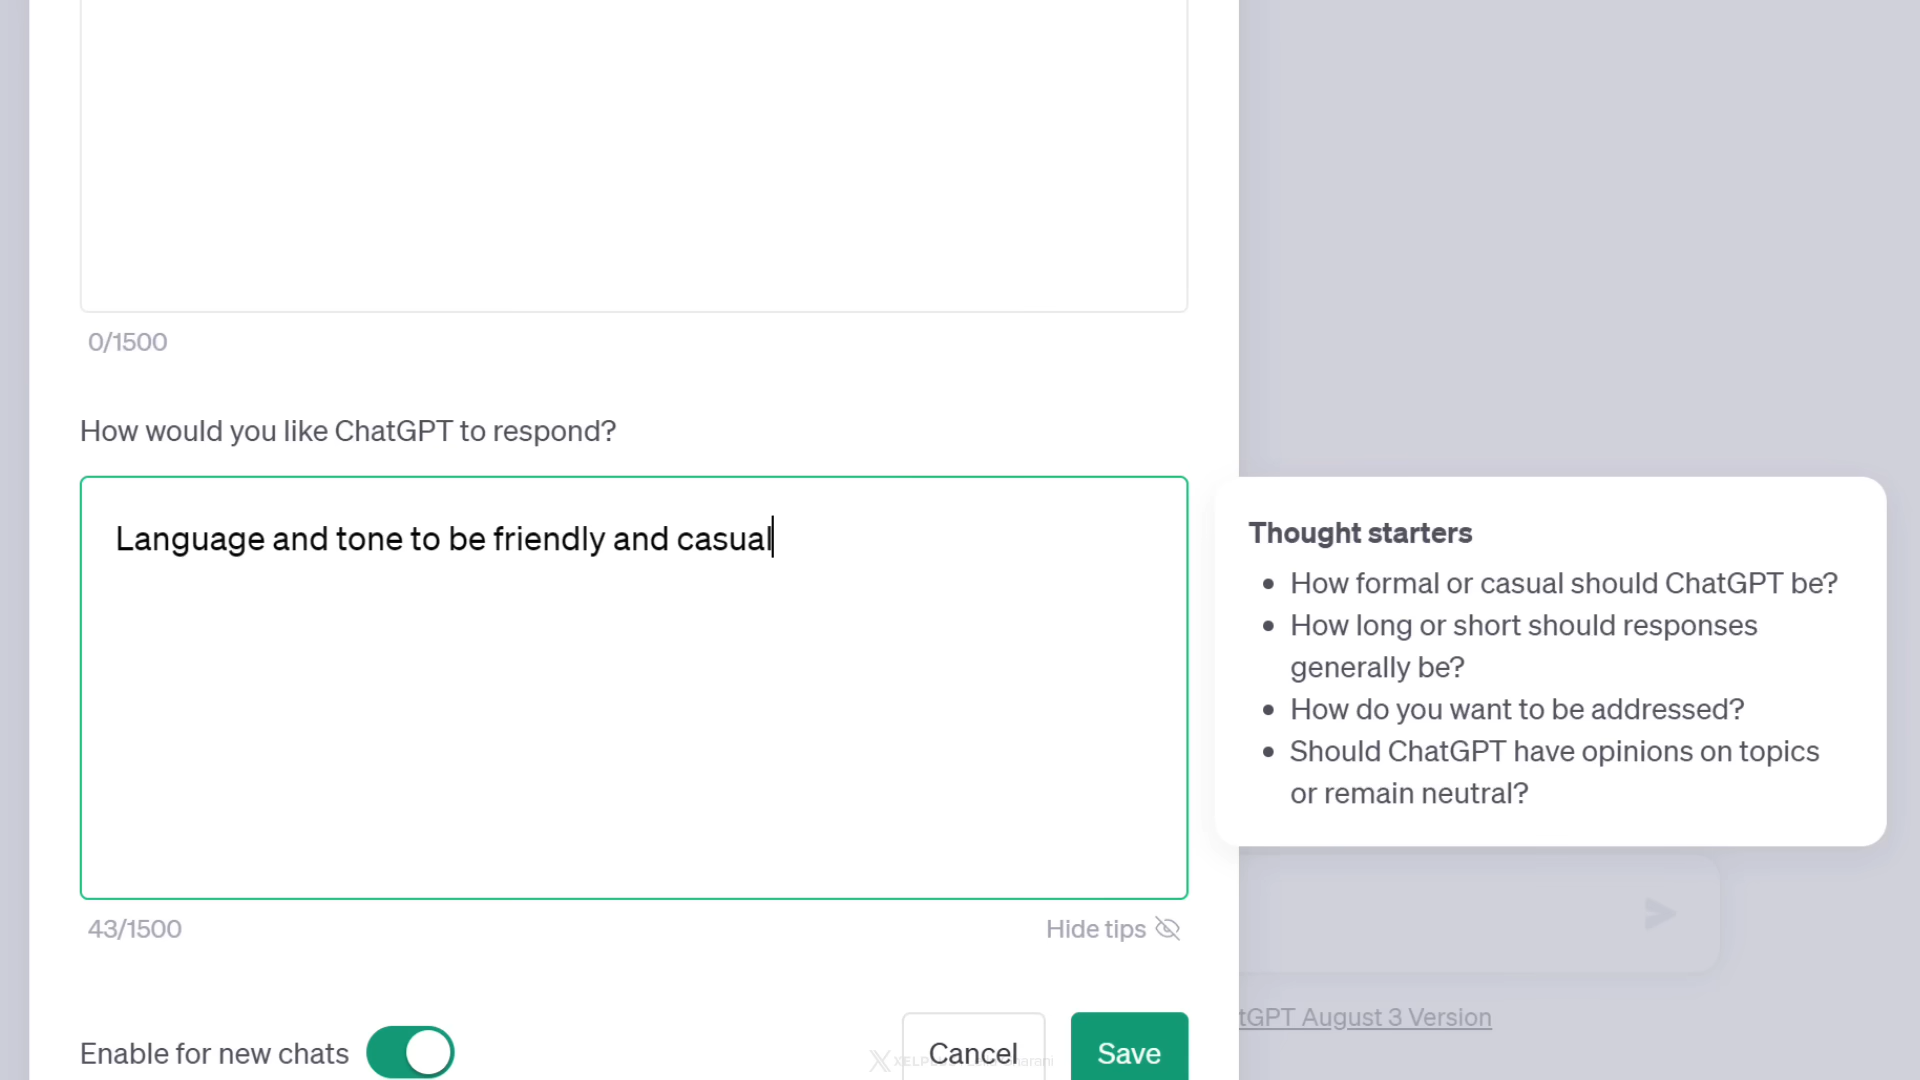 0/1500
How would you like ChatGPT to respond?
Language and tone to be friendly and casual
Thought starters
• How formal or casual should ChatGPT be?
• How long or short should responses
generally be?
• How do you want to be addressed?
• Should ChatGPT have opinions on topics
or remain neutral?
43/1500
Hide tips
tGPT August 3 Version
Enable for new chats
Cancel
Save